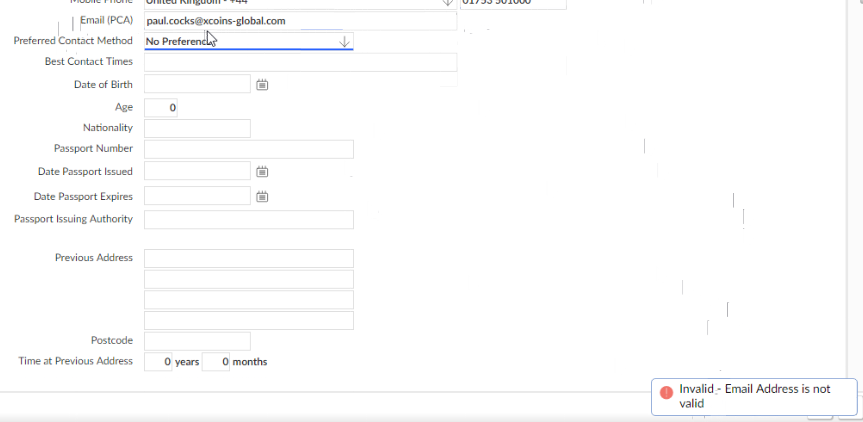 Mobile Phone United Kingdom - +44 01753 501000
Email (PCA) paul.cocks@xcoins-global.com
Preferred Contact Method No Preference
Best Contact Times
Date of Birth
Age 0
Nationality
Passport Number
Date Passport Issued
Date Passport Expires
Passport Issuing Authority
Previous Address
Postcode
Time at Previous Address 0 years 0 months
Invalid - Email Address is not
valid